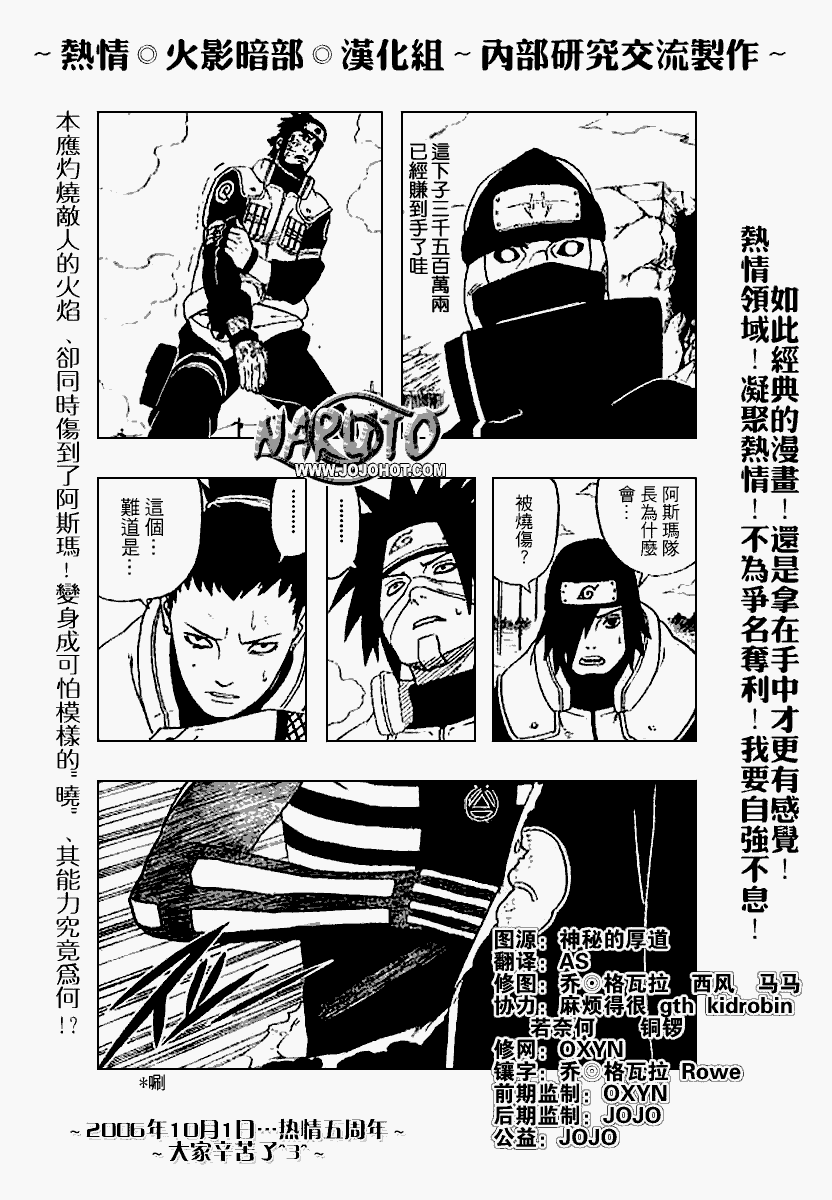 ~熱情◎火影暗部◎漢化組~內部研究交流製作~
如此經典的漫畫!還是拿在手中才更有感覺!
熱情領域!凝聚熱情!不為爭名奪利!我要自強不息!
這下子三千五百萬兩
已經賺到手了哇
NARUTO
WWW.JOJOHOT.COM
阿斯瑪隊
長為什麼
會…
被燒傷?
……
……
這個…
難道是…
本應灼燒敵人的火焰、卻同時傷到了阿斯瑪!變身成可怕模樣的"曉"、其能力究竟為何!?
*唰
图源:神秘的厚道
翻译:AS
修图:乔◎格瓦拉 西风 马马
协力:麻烦得很 gth kidrobin
若奈何 铜锣
修网:OXYN
镶字:乔◎格瓦拉 Rowe
前期监制:OXYN
后期监制:JOJO
公益:JOJO
~2006年10月1日…热情五周年~
~大家辛苦了^3^~